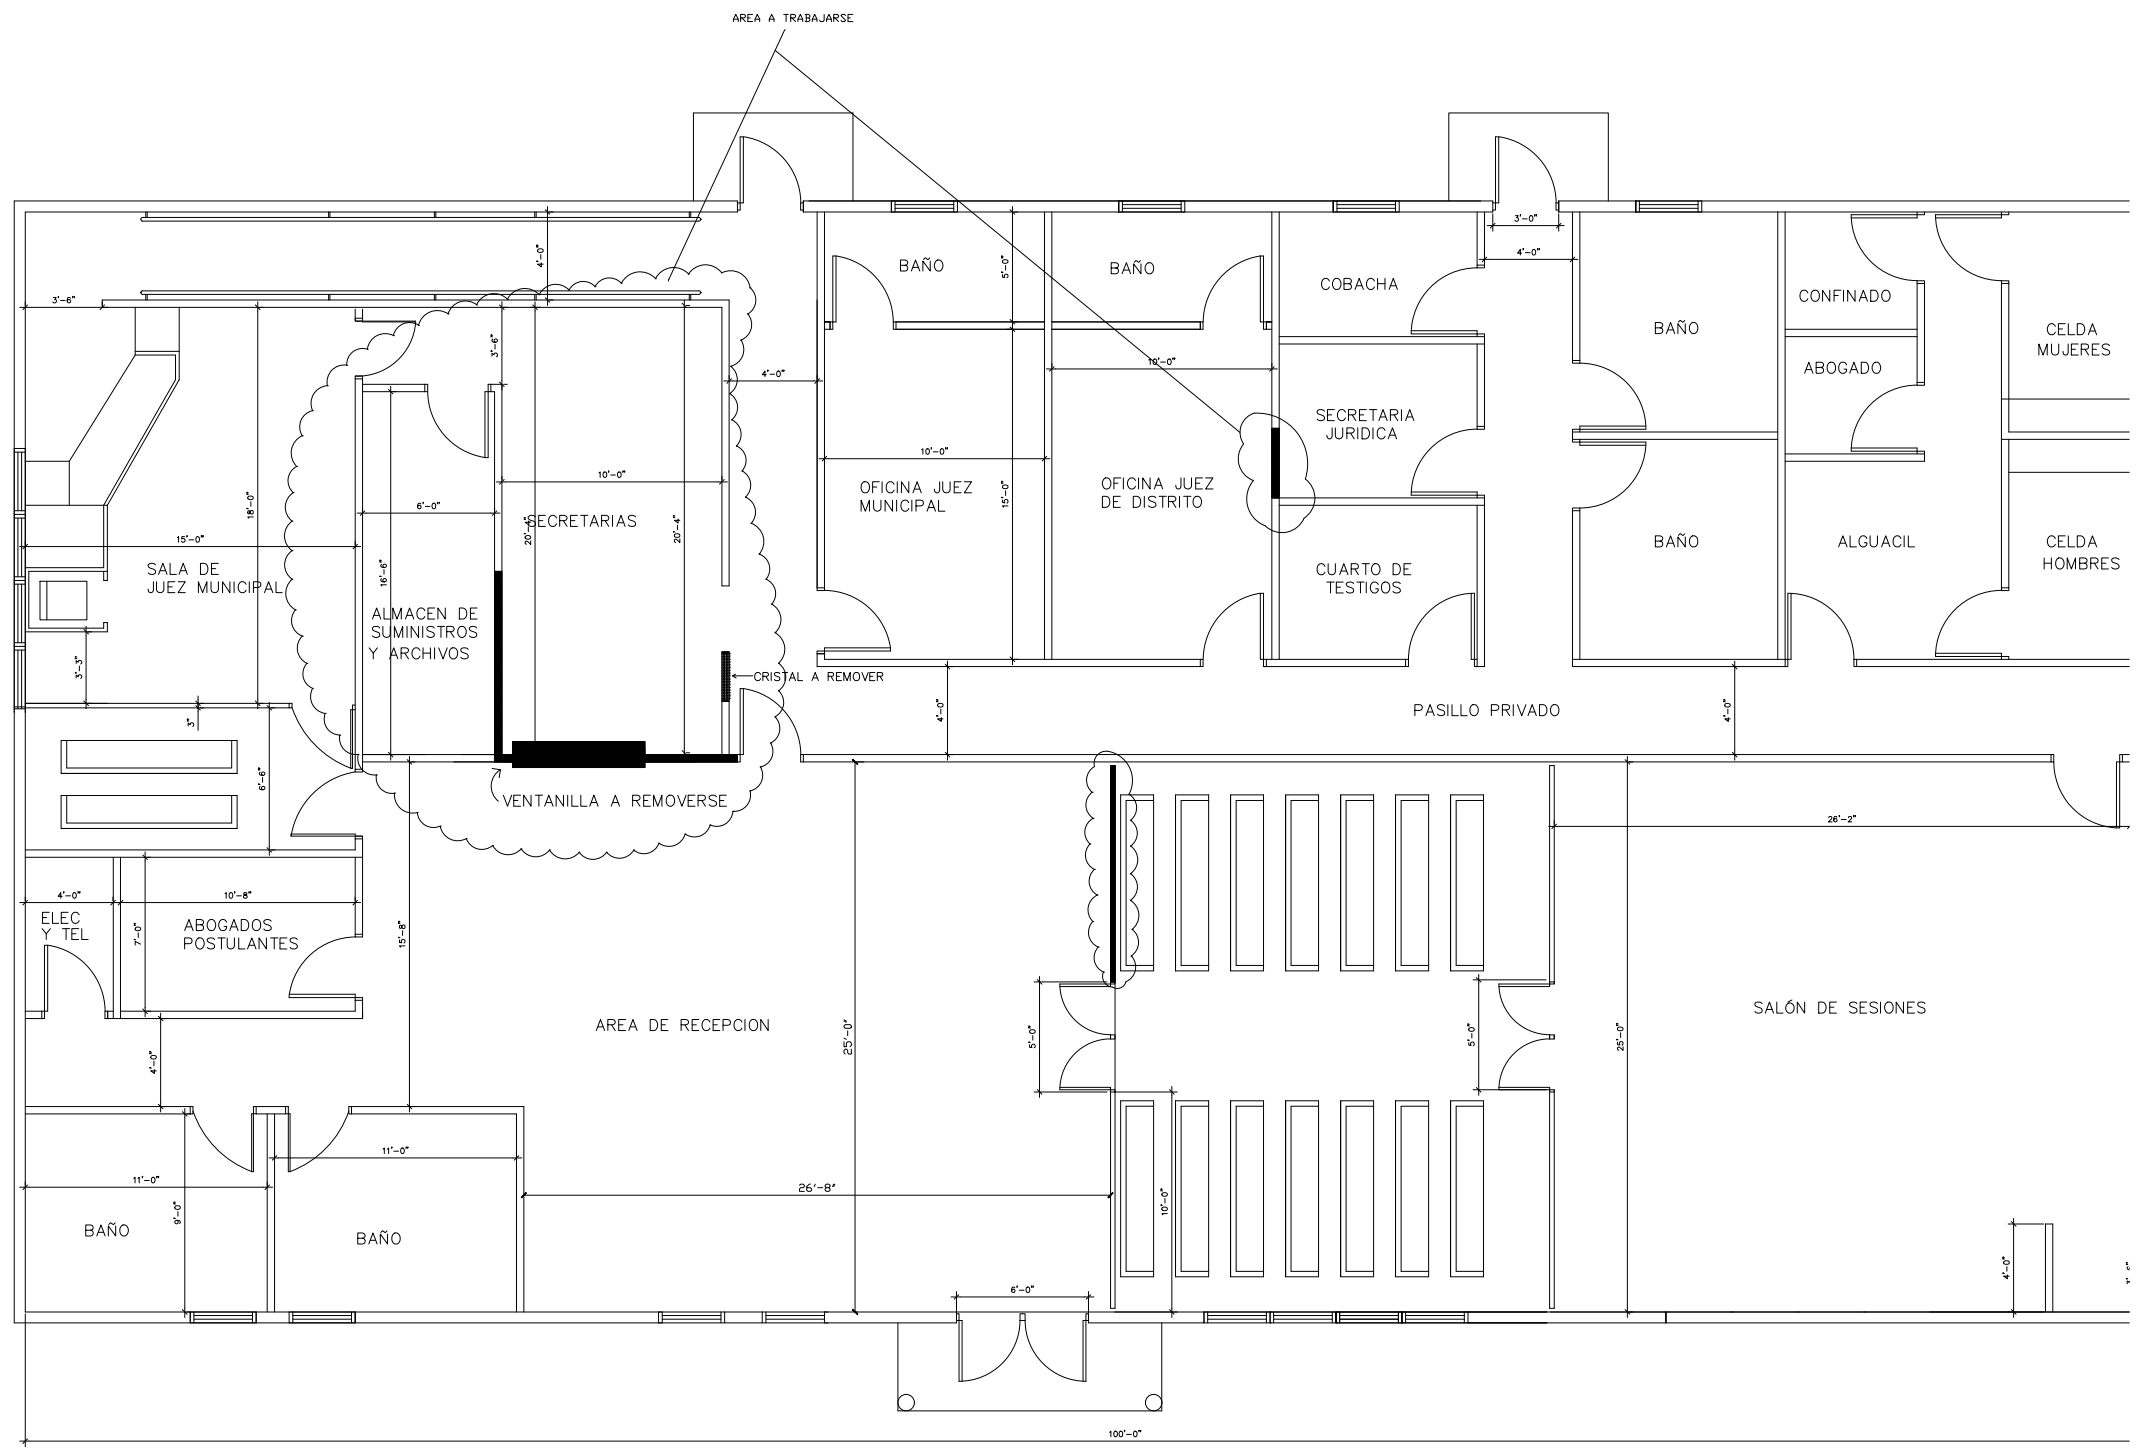 AREA A TRABAJARSE
3'-0"
4'-0"
4'-0"
BAÑO
5'-0"
BAÑO
COBACHA
CONFINADO
3'-6"
BAÑO
CELDA
MUJERES
3'-6"
4'-0"
10'-0"
ABOGADO
SECRETARIA
JURIDICA
10'-0"
10'-0"
18'-0"
6'-0"
OFICINA JUEZ
MUNICIPAL
15'-0"
OFICINA JUEZ
DE DISTRITO
SECRETARIAS
20'-4"
20'-4"
15'-0"
BAÑO
ALGUACIL
CELDA
HOMBRES
SALA DE
JUEZ MUNICIPAL
16'-6"
CUARTO DE
TESTIGOS
ALMACEN DE
SUMINISTROS
Y ARCHIVOS
3'-3"
CRISTAL A REMOVER
3"
4'-0"
PASILLO PRIVADO
4'-0"
6'-6"
VENTANILLA A REMOVERSE
26'-2"
4'-0"
10'-8"
ELEC
Y TEL
7'-0"
ABOGADOS
POSTULANTES
15'-8"
SALÓN DE SESIONES
AREA DE RECEPCION
25'-0"
5'-0"
5'-0"
25'-0"
4'-0"
11'-0"
11'-0"
26'-8"
10'-0"
9'-0"
BAÑO
BAÑO
4'-0"
6'-0"
100'-0"